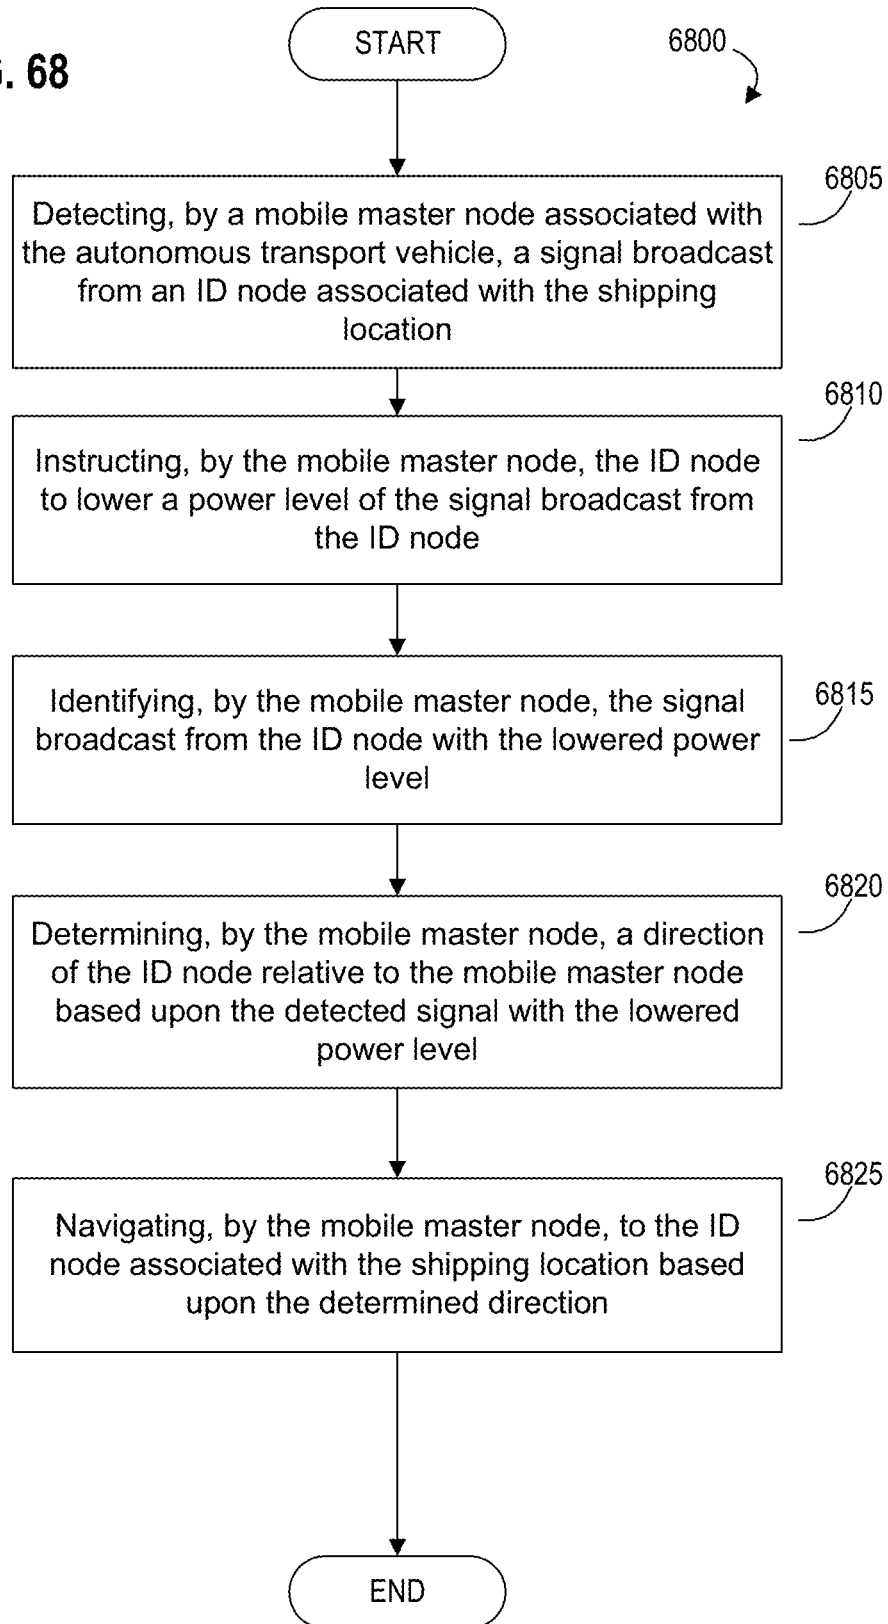 START
6800
. 68
6805
Detecting, by a mobile master node associated with
the autonomous transport vehicle, a signal broadcast
from an ID node associated with the shipping
location
6810
Instructing, by the mobile master node, the ID node
to lower a power level of the signal broadcast from
the ID node
Identifying, by the mobile master node, the signal
broadcast from the ID node with the lowered power
level
6815
6820
Determining, by the mobile master node, a direction
of the ID node relative to the mobile master node
based upon the detected signal with the lowered
power level
6825
Navigating, by the mobile master node, to the ID
node associated with the shipping location based
upon the determined direction
END